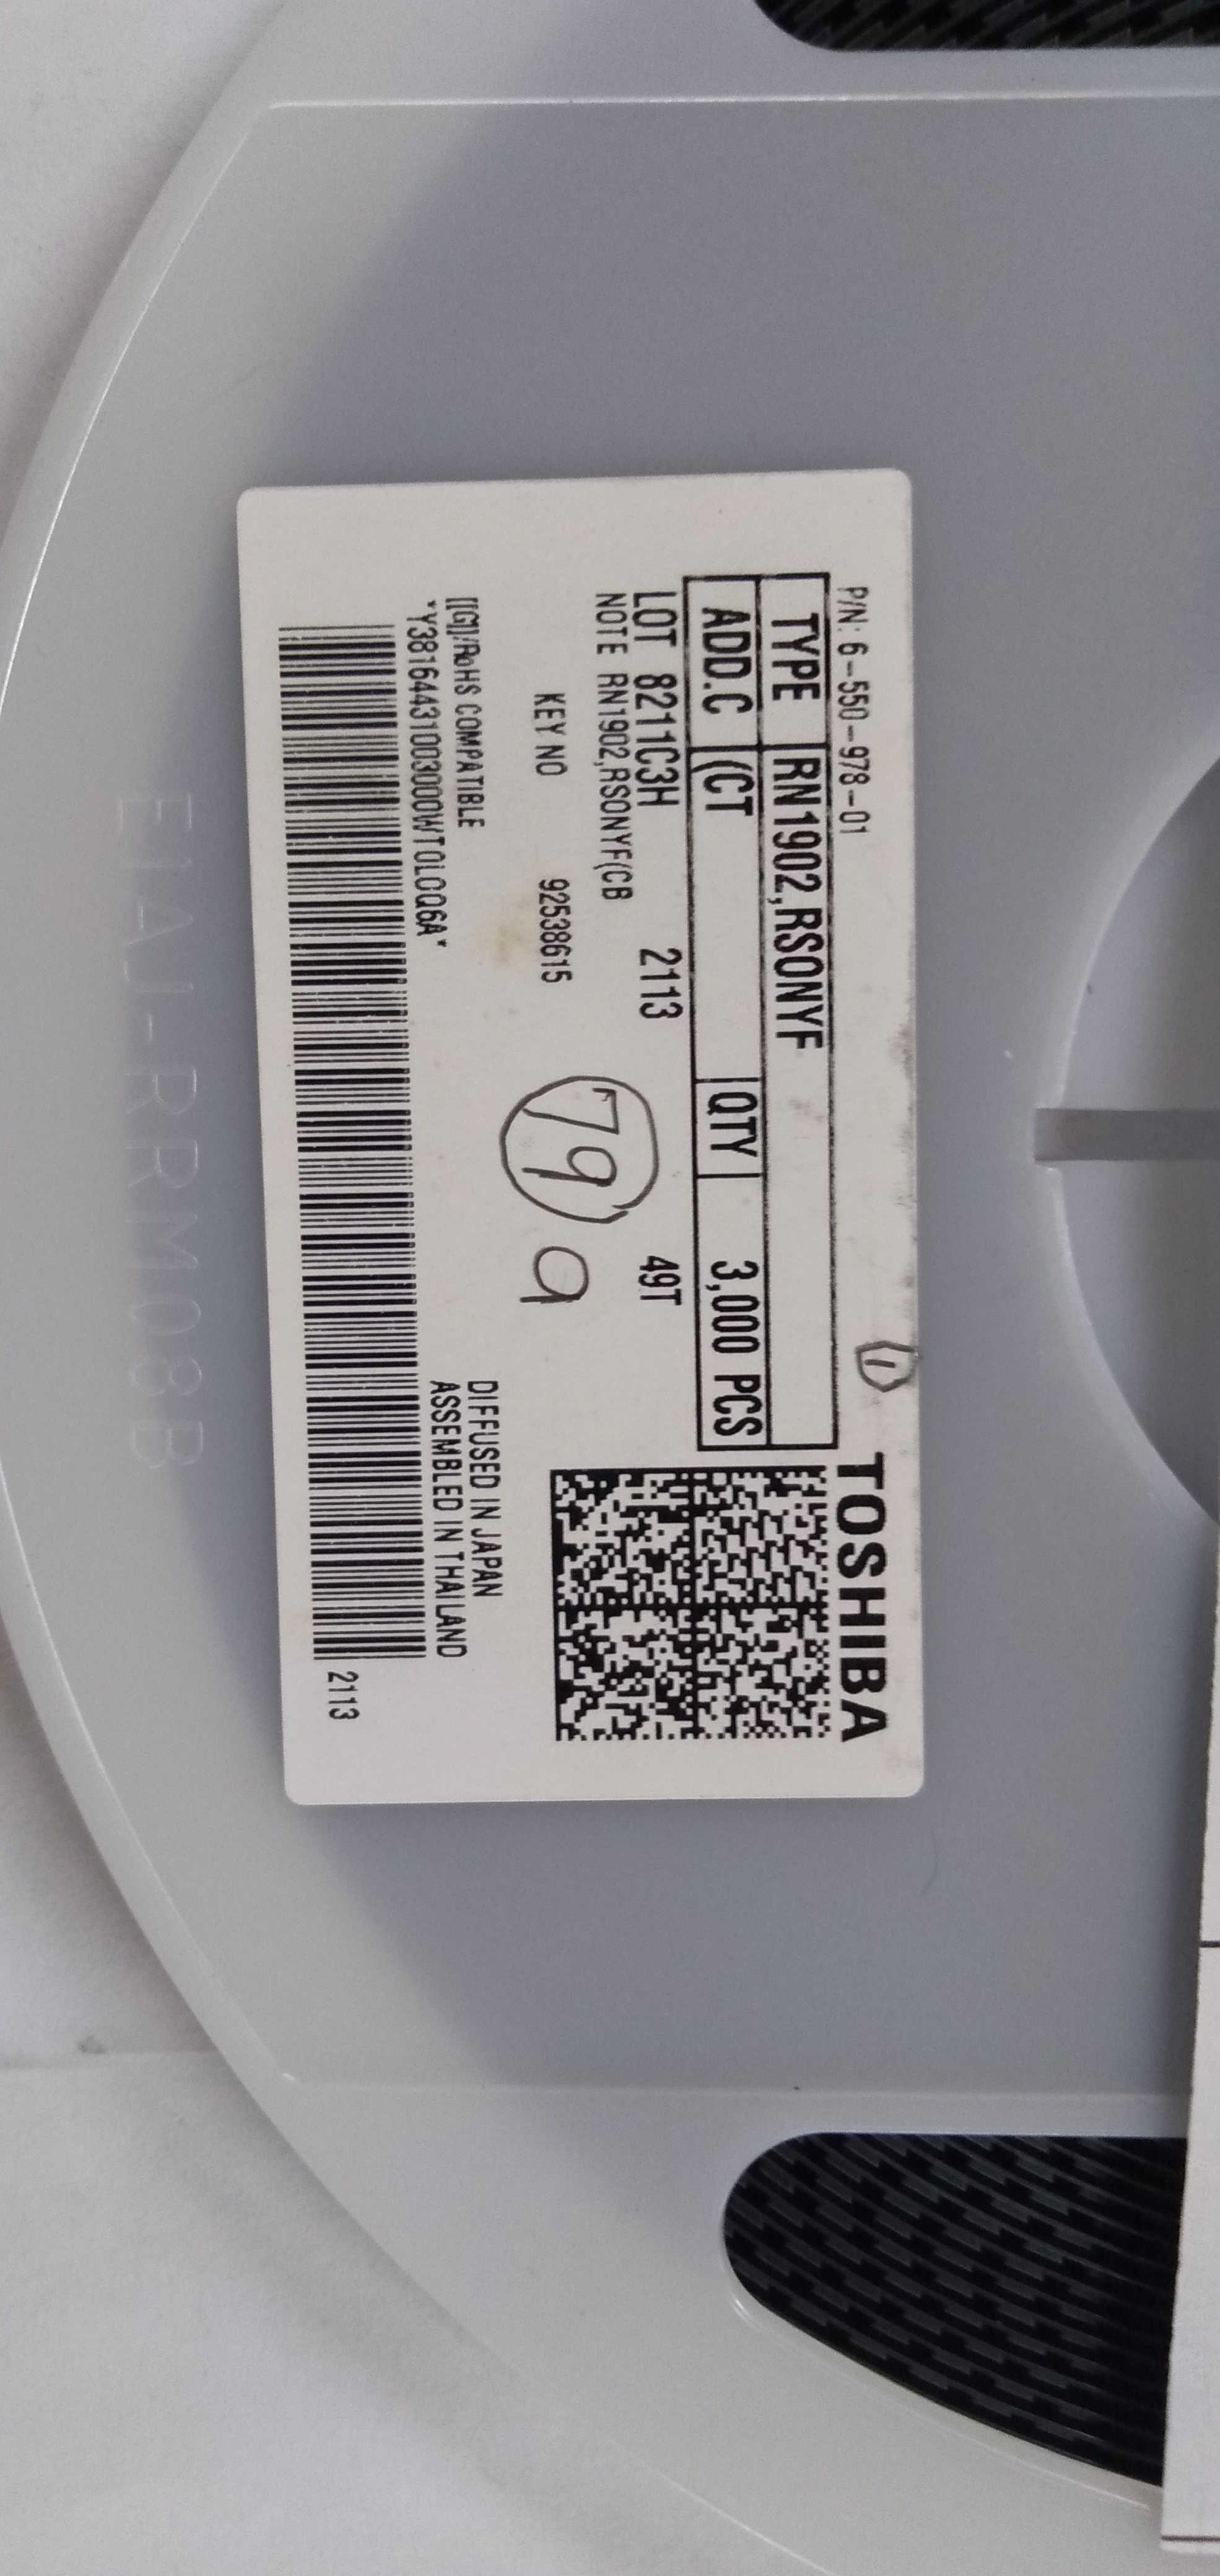 P/N: 6-550-978-01
TOSHIBA
1
TYPE RN1902,RSONYF
ADD.C (CT QTY 3,000 PCS
LOT 8211C3H 2113 49T
NOTE RN1902,RSONYF(CB
KEY NO 92538615
79 9
[[G]]/RoHS COMPATIBLE
DIFFUSED IN JAPAN
*Y38164431003000WT0LCQ6A*
ASSEMBLED IN THAILAND
2113
EIAJ-RRM08B